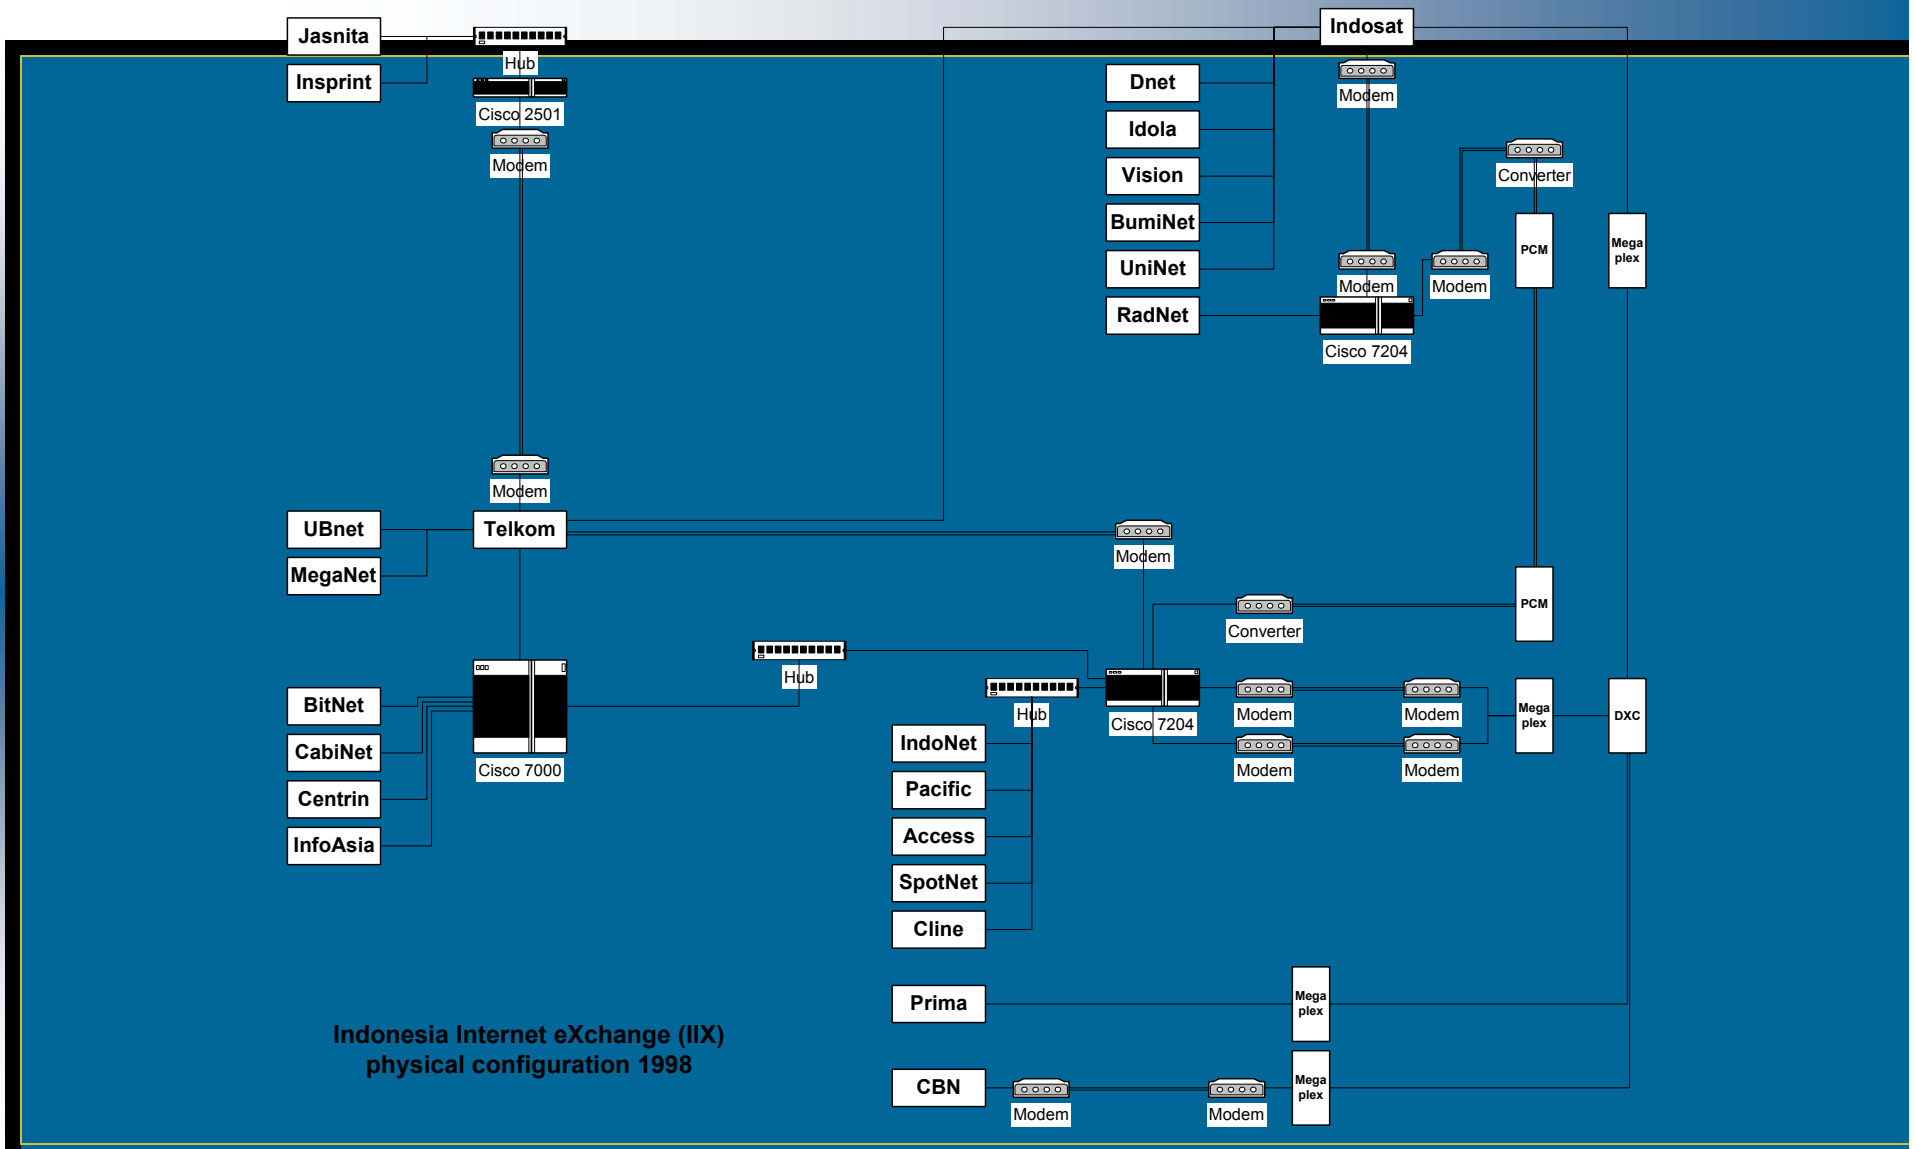 Jasnita
Indosat
Hub
Insprint
Dnet
Modem
Cisco 2501
Idola
Modem
Vision
Converter
BumiNet
PCM
Mega
plex
UniNet
Modem
Modem
RadNet
Cisco 7204
Modem
UBnet
Telkom
Modem
MegaNet
PCM
Converter
Hub
BitNet
Hub
Cisco 7204
Modem
Modem
Mega
plex
DXC
IndoNet
CabiNet
Cisco 7000
Modem
Modem
Pacific
Centrin
Access
InfoAsia
SpotNet
Cline
Prima
Mega
plex
Indonesia Internet eXchange (IIX)
physical configuration 1998
CBN
Modem
Modem
Mega
plex